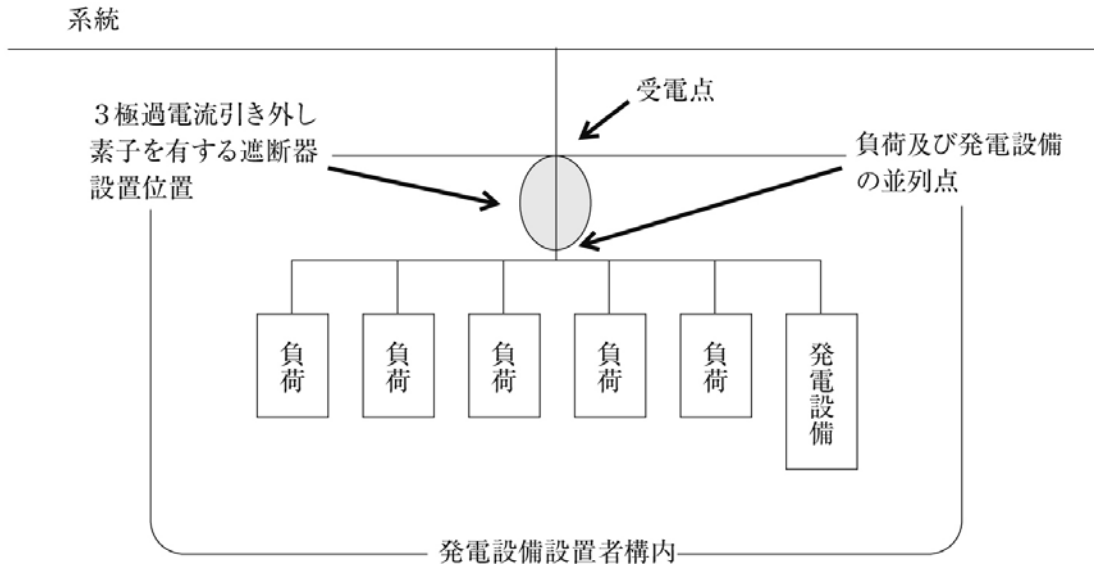 系統
受電点
３極過電流引き外し
素子を有する遮断器
設置位置
負荷及び発電設備
の並列点
負荷
負荷
負荷
負荷
負荷
発電設備
発電設備設置者構内